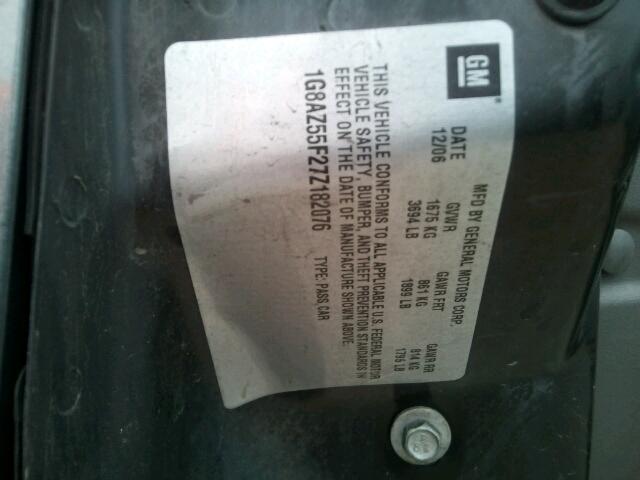 GM
MFD BY GENERAL MOTORS CORP.
DATE GVWR GAWR FRT GAWR RR
12/06 1675 KG 861 KG 814 KG
3694 LB 1899 LB 1795 LB
THIS VEHICLE CONFORMS TO ALL APPLICABLE U.S. FEDERAL MOTOR
VEHICLE SAFETY, BUMPER, AND THEFT PREVENTION STANDARDS IN
EFFECT ON THE DATE OF MANUFACTURE SHOWN ABOVE.
1G8AZ55F27Z182076 TYPE: PASS CAR